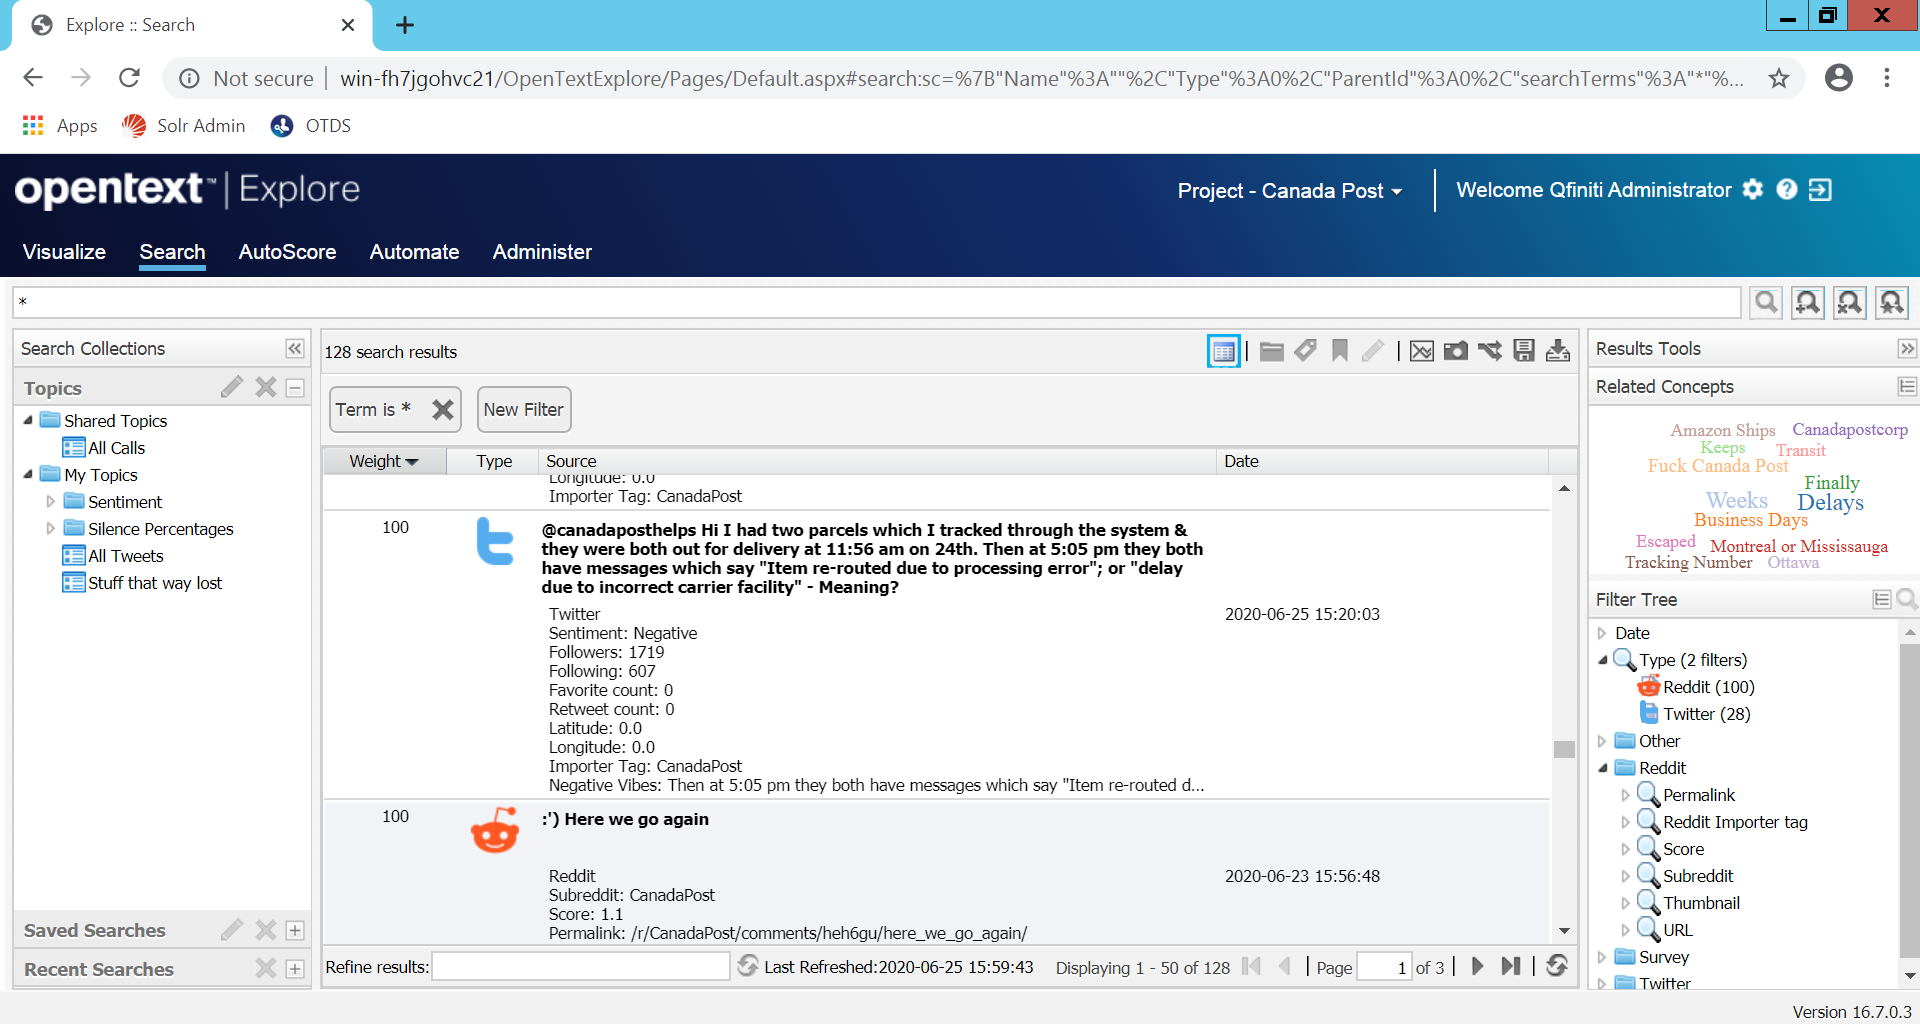 Explore :: Search
Not secure | win-fh7jgohvc21/OpenTextExplore/Pages/Default.aspx#search:sc=%7B"Name"%3A""%2C"Type"%3A0%2C"ParentId"%3A0%2C"searchTerms"%3A"*"%...
Apps Solr Admin OTDS
opentext™ | Explore
Project - Canada Post
Welcome Qfiniti Administrator
Visualize Search AutoScore Automate Administer
*
Search Collections
Topics
Shared Topics
All Calls
My Topics
Sentiment
Silence Percentages
All Tweets
Stuff that way lost
Saved Searches
Recent Searches
128 search results
Term is *
New Filter
Weight Type Source Date
Longitude: 0.0
Importer Tag: CanadaPost
100
@canadaposthelps Hi I had two parcels which I tracked through the system &
they were both out for delivery at 11:56 am on 24th. Then at 5:05 pm they both
have messages which say "Item re-routed due to processing error"; or "delay
due to incorrect carrier facility" - Meaning?
Twitter 2020-06-25 15:20:03
Sentiment: Negative
Followers: 1719
Following: 607
Favorite count: 0
Retweet count: 0
Latitude: 0.0
Longitude: 0.0
Importer Tag: CanadaPost
Negative Vibes: Then at 5:05 pm they both have messages which say "Item re-routed d...
100
:') Here we go again
Reddit 2020-06-23 15:56:48
Subreddit: CanadaPost
Score: 1.1
Permalink: /r/CanadaPost/comments/heh6gu/here_we_go_again/
Refine results:
Last Refreshed:2020-06-25 15:59:43
Displaying 1 - 50 of 128
Page 1 of 3
Results Tools
Related Concepts
Amazon Ships Canadapostcorp
Keeps Transit
Fuck Canada Post
Finally
Weeks Delays
Business Days
Escaped Montreal or Mississauga
Tracking Number Ottawa
Filter Tree
Date
Type (2 filters)
Reddit (100)
Twitter (28)
Other
Reddit
Permalink
Reddit Importer tag
Score
Subreddit
Thumbnail
URL
Survey
Twitter
Version 16.7.0.3